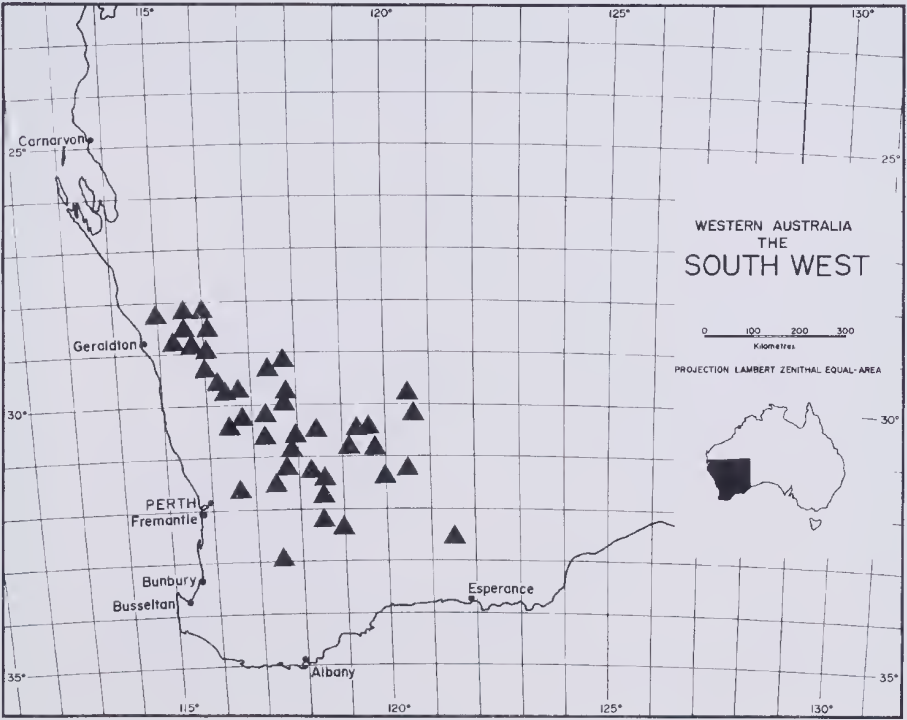 115° 120° 125° 130°
Carnarvon
25° 25°
WESTERN AUSTRALIA
THE
SOUTH WEST
Geraldton
0 100 200 300
Kilometres
PROJECTION LAMBERT ZENITHAL EQUAL-AREA
30° 30°
PERTH
Fremantle
Bunbury
Busselton
Esperance
Albany
35° 35°
115° 120° 125° 130°